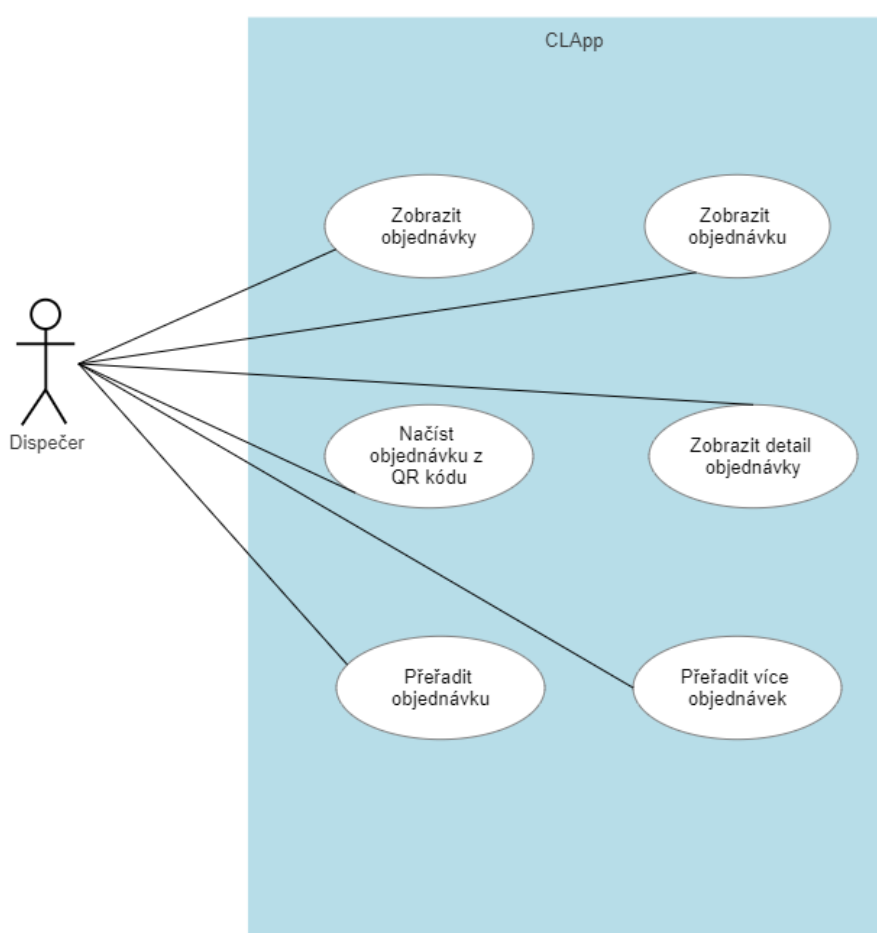 CLApp
Zobrazit
objednávky
Zobrazit
objednávku
Dispečer
Načíst
objednávku z
QR kódu
Zobrazit detail
objednávky
Přeřadit
objednávku
Přeřadit více
objednávek